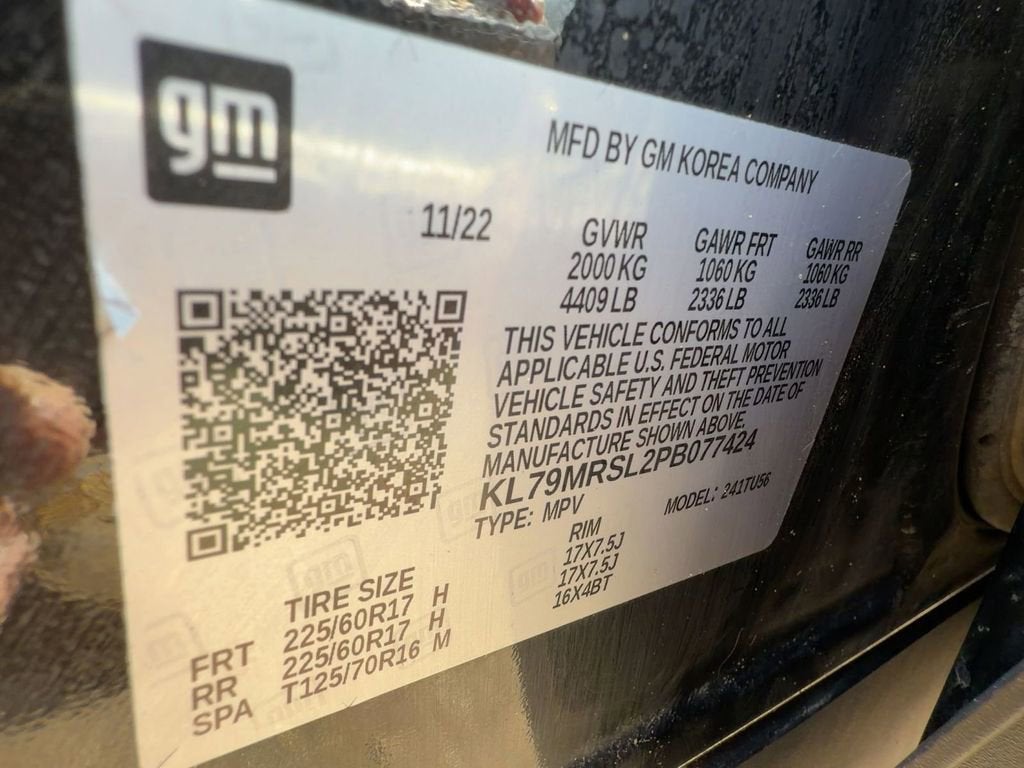 gm
MFD BY GM KOREA COMPANY
11/22
GVWR GAWR FRT GAWR RR
2000 KG 1060 KG 1060 KG
4409 LB 2336 LB 2336 LB
THIS VEHICLE CONFORMS TO ALL
APPLICABLE U.S. FEDERAL MOTOR
VEHICLE SAFETY AND THEFT PREVENTION
STANDARDS IN EFFECT ON THE DATE OF
MANUFACTURE SHOWN ABOVE.
KL79MRSL2PB077424
TYPE: MPV MODEL: 241TU56
TIRE SIZE RIM
FRT 225/60R17 H 17X7.5J
RR 225/60R17 H 17X7.5J
SPA T125/70R16 M 16X4BT